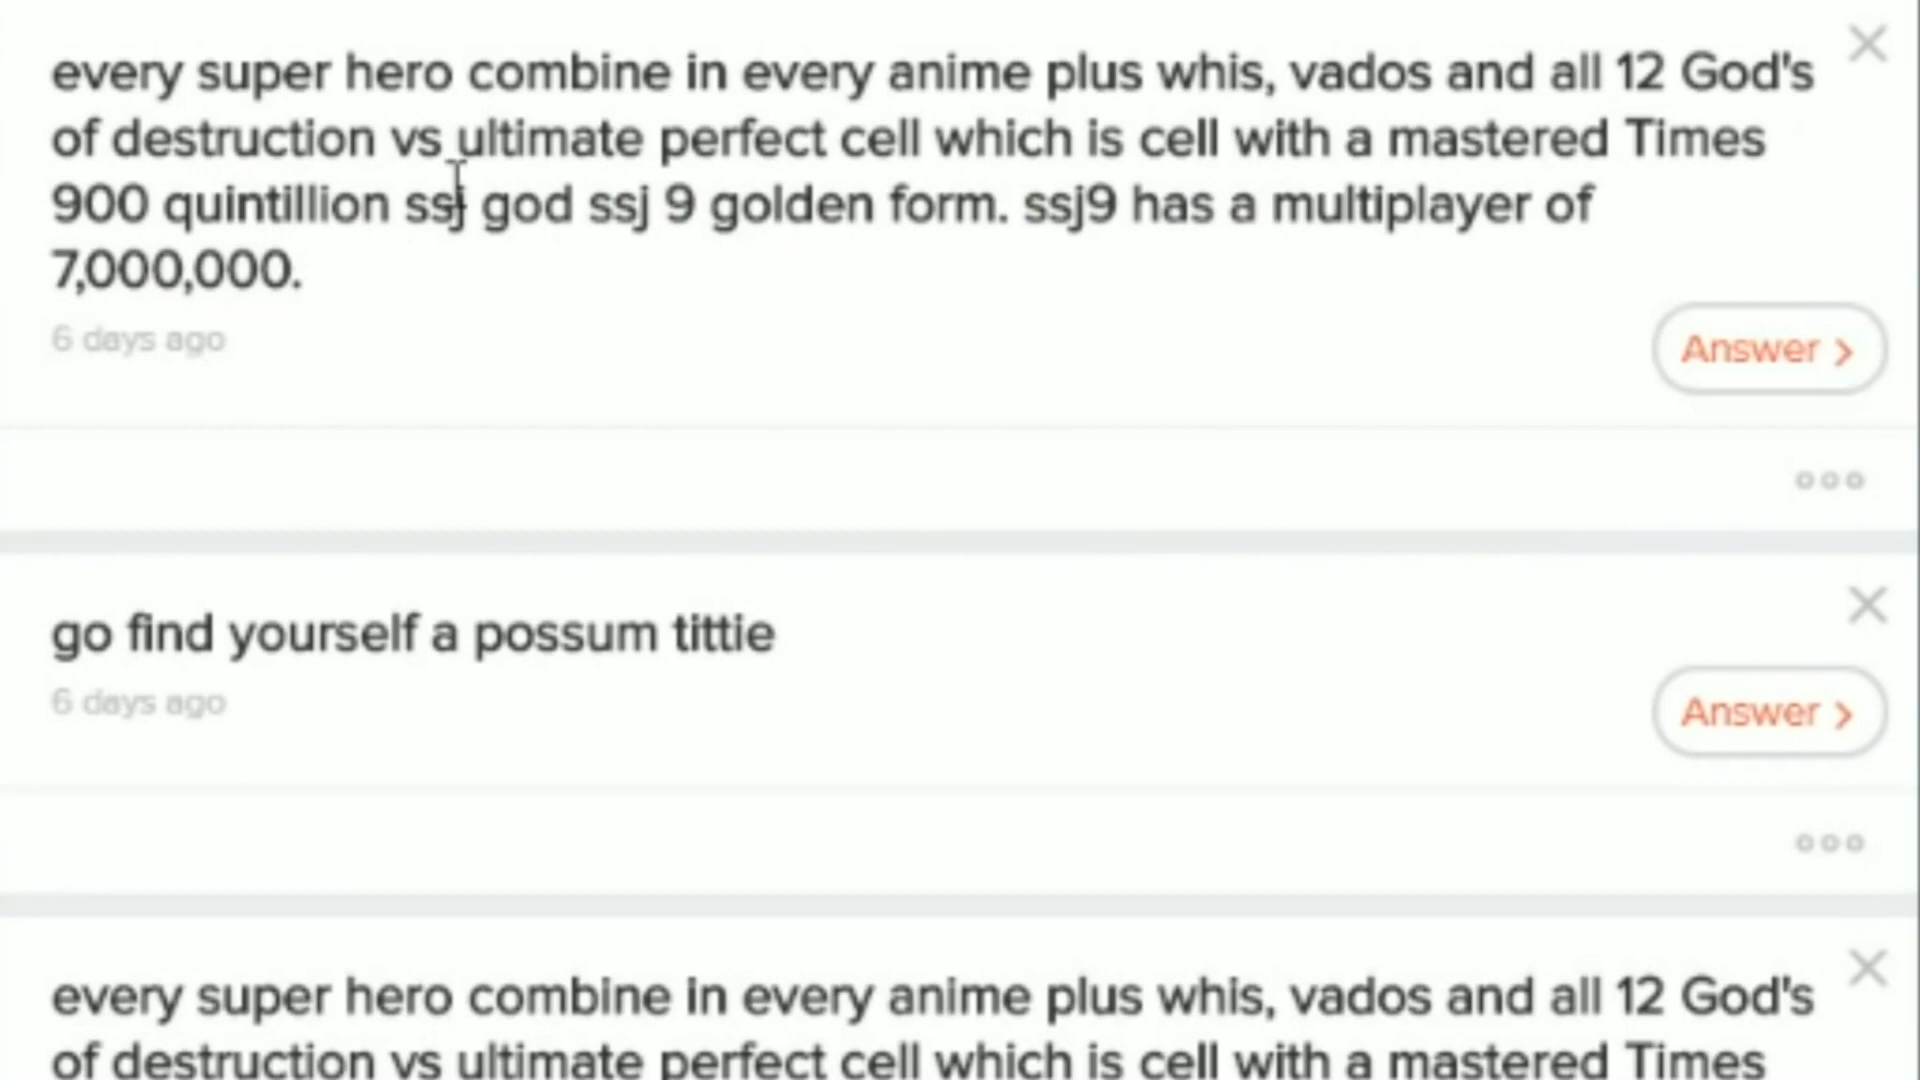 every super hero combine in every anime plus whis, vados and all 12 God's
of destruction vs ultimate perfect cell which is cell with a mastered Times
900 quintillion ssj god ssj 9 golden form. ssj9 has a multiplayer of
7,000,000.
6 days ago
Answer >
go find yourself a possum tittie
6 days ago
Answer >
every super hero combine in every anime plus whis, vados and all 12 God's
of destruction vs ultimate perfect cell which is cell with a mastered Times